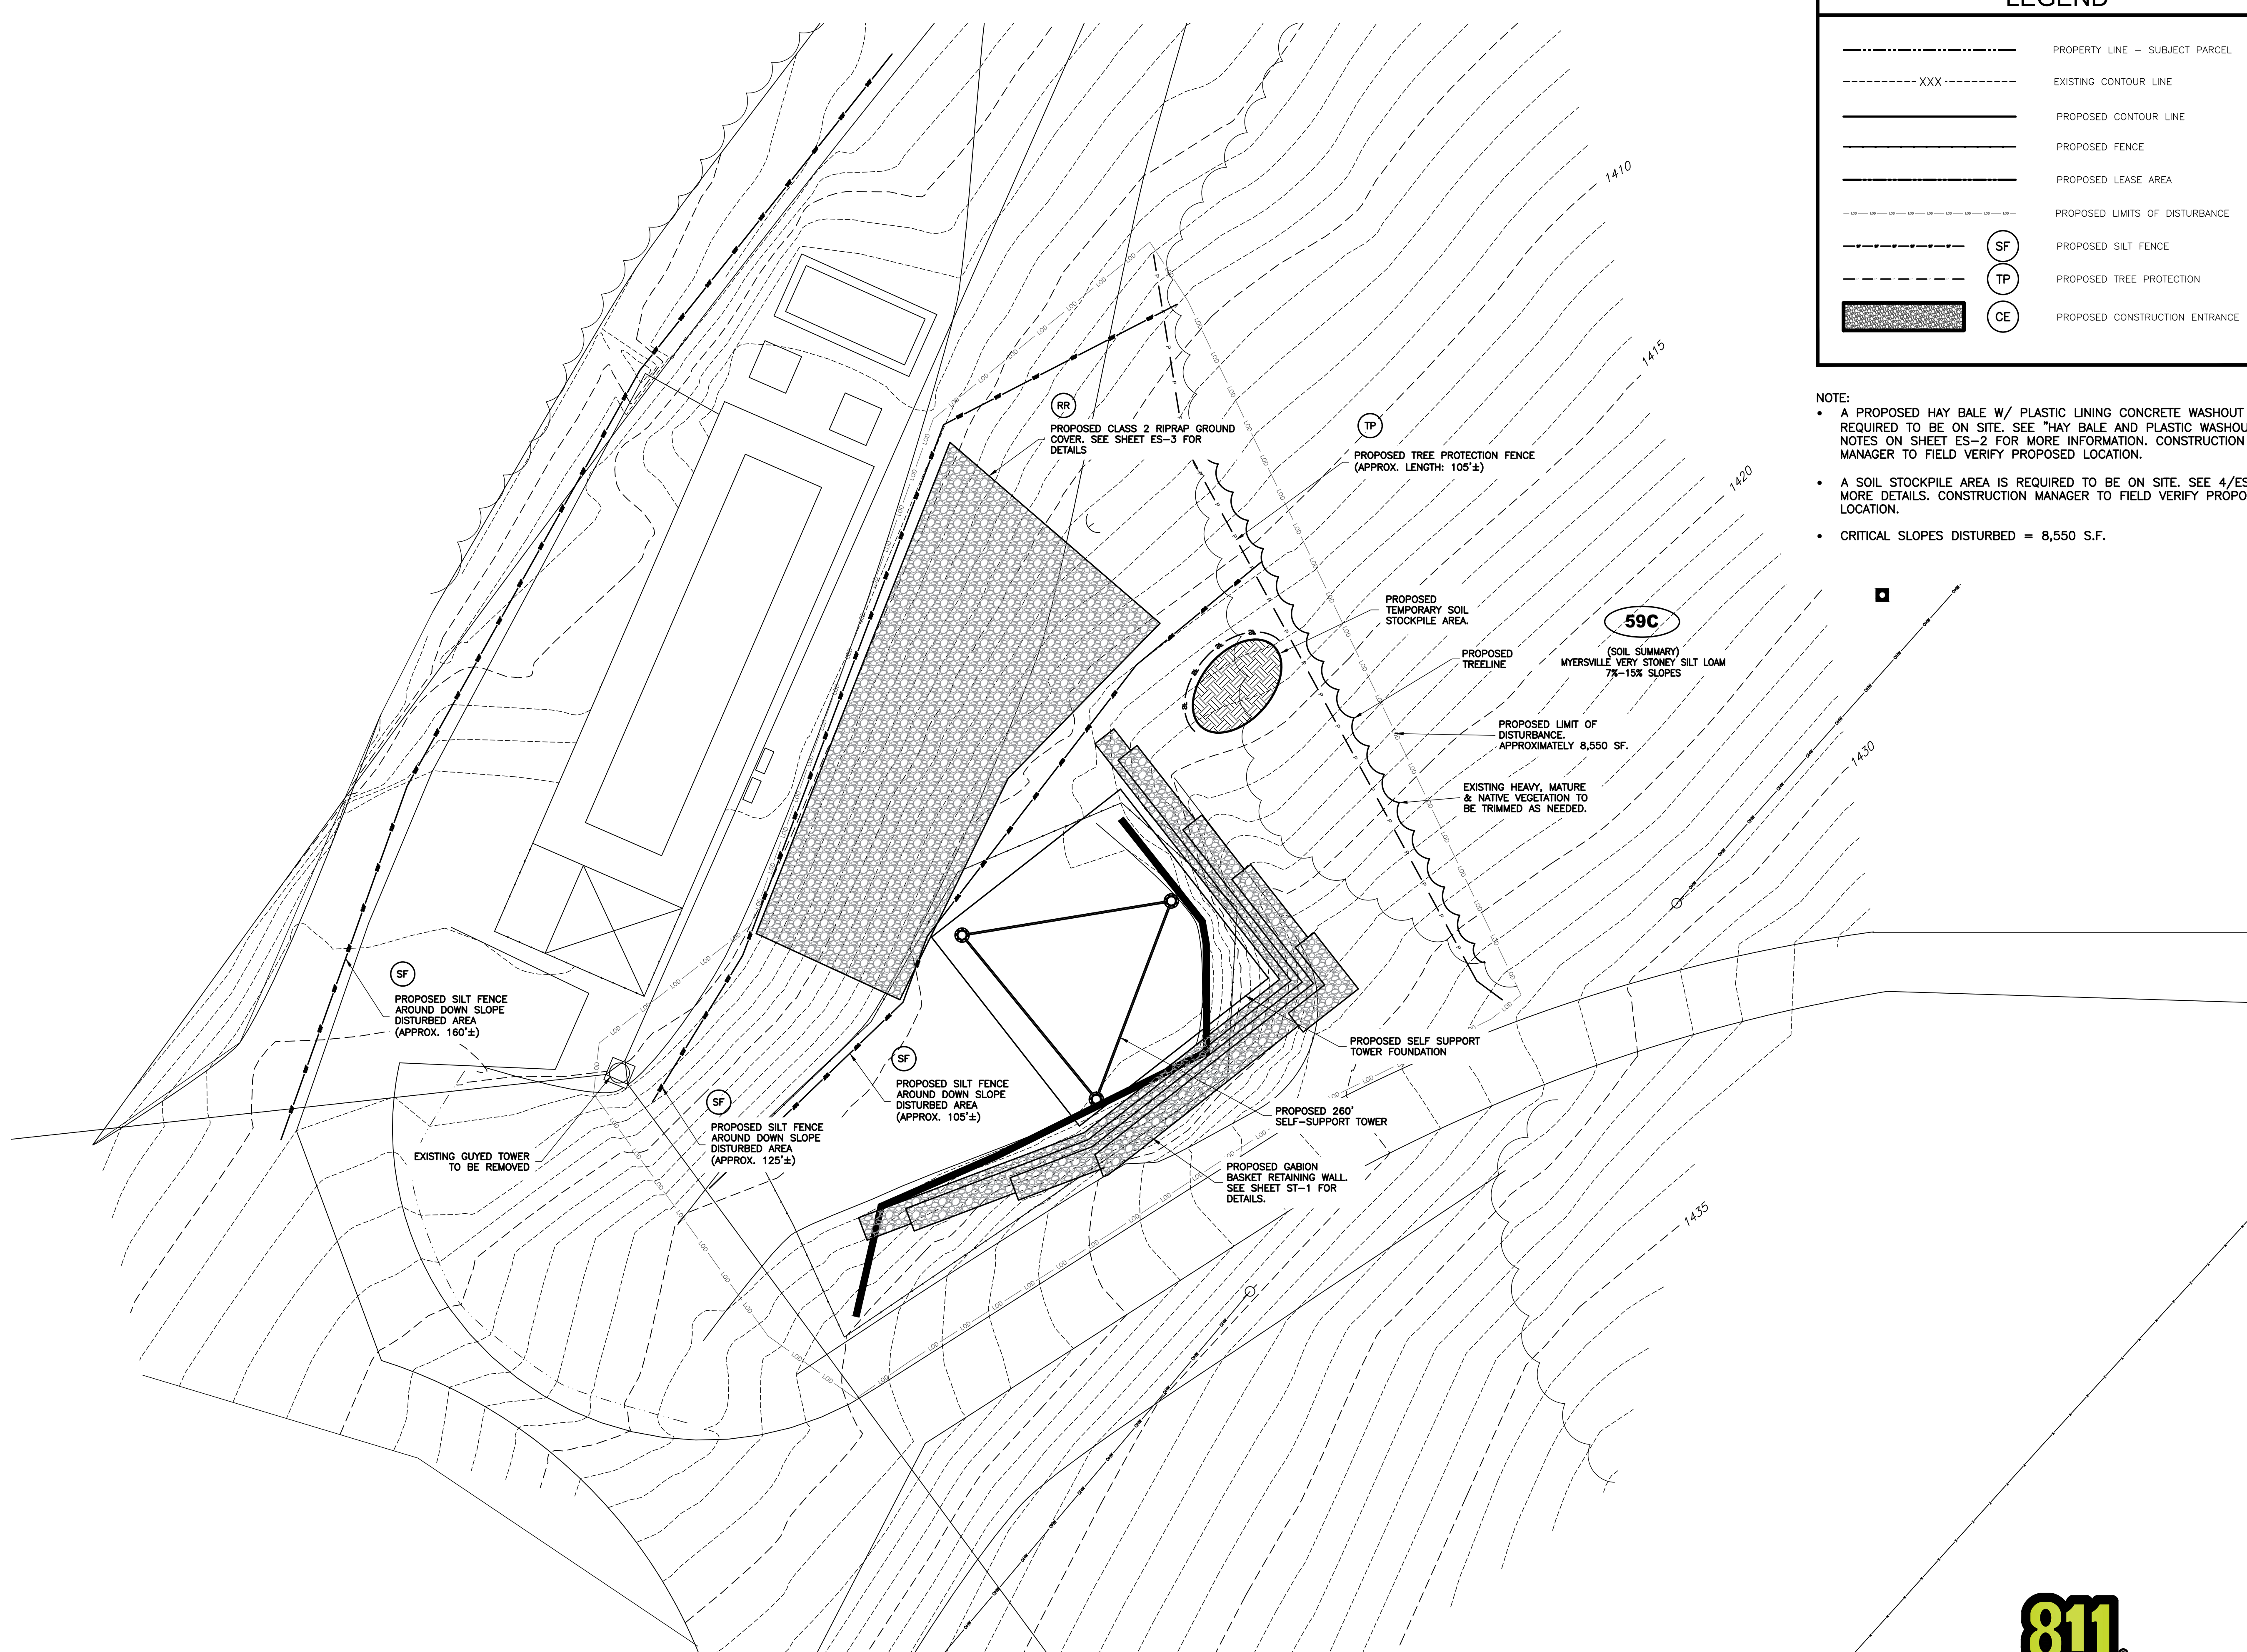 LEGEND
PROPERTY LINE – SUBJECT PARCEL
XXX
EXISTING CONTOUR LINE
PROPOSED CONTOUR LINE
PROPOSED FENCE
PROPOSED LEASE AREA
PROPOSED LIMITS OF DISTURBANCE
SF
PROPOSED SILT FENCE
TP
PROPOSED TREE PROTECTION
CE
PROPOSED CONSTRUCTION ENTRANCE
NOTE:
• A PROPOSED HAY BALE W/ PLASTIC LINING CONCRETE WASHOUT
REQUIRED TO BE ON SITE. SEE "HAY BALE AND PLASTIC
NOTES ON SHEET ES-2 FOR MORE INFORMATION. CONSTRUCTION
MANAGER TO FIELD VERIFY PROPOSED LOCATION.
• A SOIL STOCKPILE AREA IS REQUIRED TO BE ON SITE. SEE
MORE DETAILS. CONSTRUCTION MANAGER TO FIELD VERIFY
LOCATION.
• CRITICAL SLOPES DISTURBED = 8,550 S.F.
1410
1415
1420
1430
1435
RR
PROPOSED CLASS 2 RIPRAP GROUND
COVER. SEE SHEET ES-3 FOR
DETAILS
TP
PROPOSED TREE PROTECTION FENCE
(APPROX. LENGTH: 105'±)
PROPOSED
TEMPORARY SOIL
STOCKPILE AREA.
59C
(SOIL SUMMARY)
MYERSVILLE VERY STONEY SILT LOAM
7%-15% SLOPES
PROPOSED
TREELINE
PROPOSED LIMIT OF
DISTURBANCE.
APPROXIMATELY 8,550 SF.
EXISTING HEAVY, MATURE
& NATIVE VEGETATION TO
BE TRIMMED AS NEEDED.
SF
PROPOSED SILT FENCE
AROUND DOWN SLOPE
DISTURBED AREA
(APPROX. 160'±)
PROPOSED SELF SUPPORT
TOWER FOUNDATION
SF
PROPOSED SILT FENCE
AROUND DOWN SLOPE
DISTURBED AREA
(APPROX. 105'±)
SF
PROPOSED SILT FENCE
AROUND DOWN SLOPE
DISTURBED AREA
(APPROX. 125'±)
PROPOSED 260'
SELF-SUPPORT TOWER
EXISTING GUYED TOWER
TO BE REMOVED
PROPOSED GABION
BASKET RETAINING WALL.
SEE SHEET ST-1 FOR
DETAILS.
811